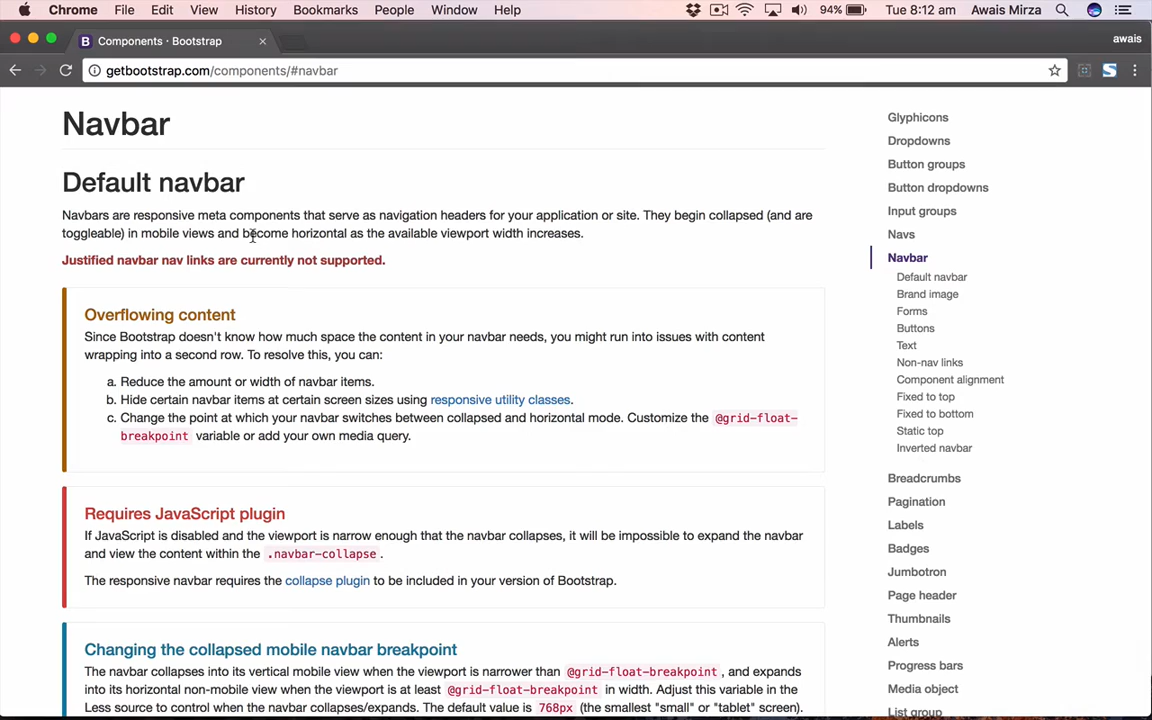 Chrome File Edit View History Bookmarks People Window Help 94% Tue 8:12 am Awais Mirza
Components · Bootstrap
awais
getbootstrap.com/components/#navbar
Navbar
Default navbar
Navbars are responsive meta components that serve as navigation headers for your application or site. They begin collapsed (and are
toggleable) in mobile views and become horizontal as the available viewport width increases.
Justified navbar nav links are currently not supported.
Overflowing content
Since Bootstrap doesn't know how much space the content in your navbar needs, you might run into issues with content
wrapping into a second row. To resolve this, you can:
a. Reduce the amount or width of navbar items.
b. Hide certain navbar items at certain screen sizes using responsive utility classes.
c. Change the point at which your navbar switches between collapsed and horizontal mode. Customize the @grid-float-
breakpoint variable or add your own media query.
Requires JavaScript plugin
If JavaScript is disabled and the viewport is narrow enough that the navbar collapses, it will be impossible to expand the navbar
and view the content within the .navbar-collapse.
The responsive navbar requires the collapse plugin to be included in your version of Bootstrap.
Changing the collapsed mobile navbar breakpoint
The navbar collapses into its vertical mobile view when the viewport is narrower than @grid-float-breakpoint, and expands
into its horizontal non-mobile view when the viewport is at least @grid-float-breakpoint in width. Adjust this variable in the
Less source to control when the navbar collapses/expands. The default value is 768px (the smallest "small" or "tablet" screen).
Glyphicons
Dropdowns
Button groups
Button dropdowns
Input groups
Navs
Navbar
Default navbar
Brand image
Forms
Buttons
Text
Non-nav links
Component alignment
Fixed to top
Fixed to bottom
Static top
Inverted navbar
Breadcrumbs
Pagination
Labels
Badges
Jumbotron
Page header
Thumbnails
Alerts
Progress bars
Media object
List group